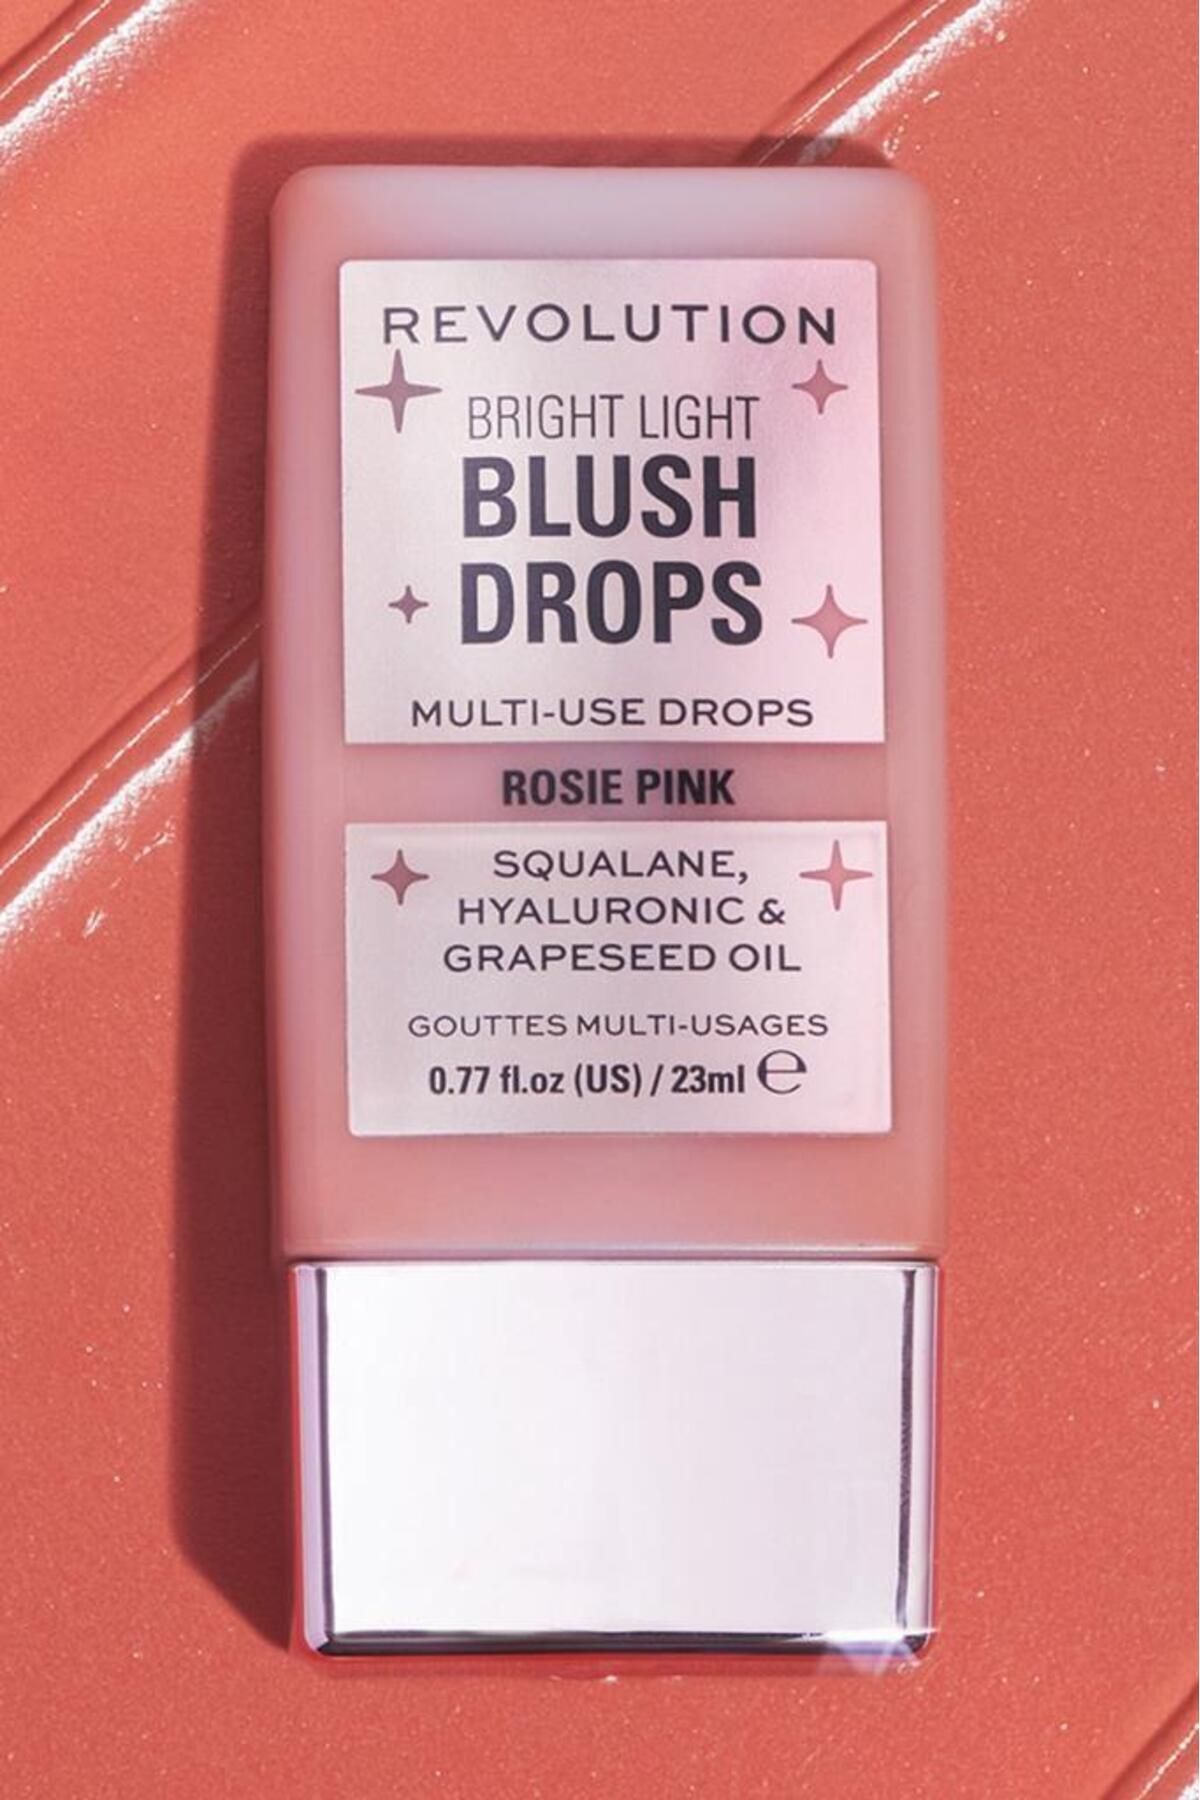 REVOLUTION
BRIGHT LIGHT
BLUSH
DROPS
MULTI-USE DROPS
ROSIE PINK
SQUALANE,
HYALURONIC &
GRAPESEED OIL
GOUTTES MULTI-USAGES
0.77 fl.oz (US) / 23ml ℮